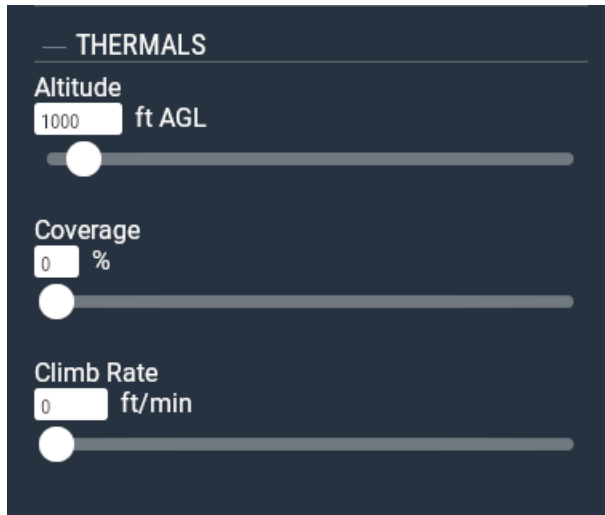 THERMALS
Altitude
1000 ft AGL
Coverage
0 %
Climb Rate
0 ft/min